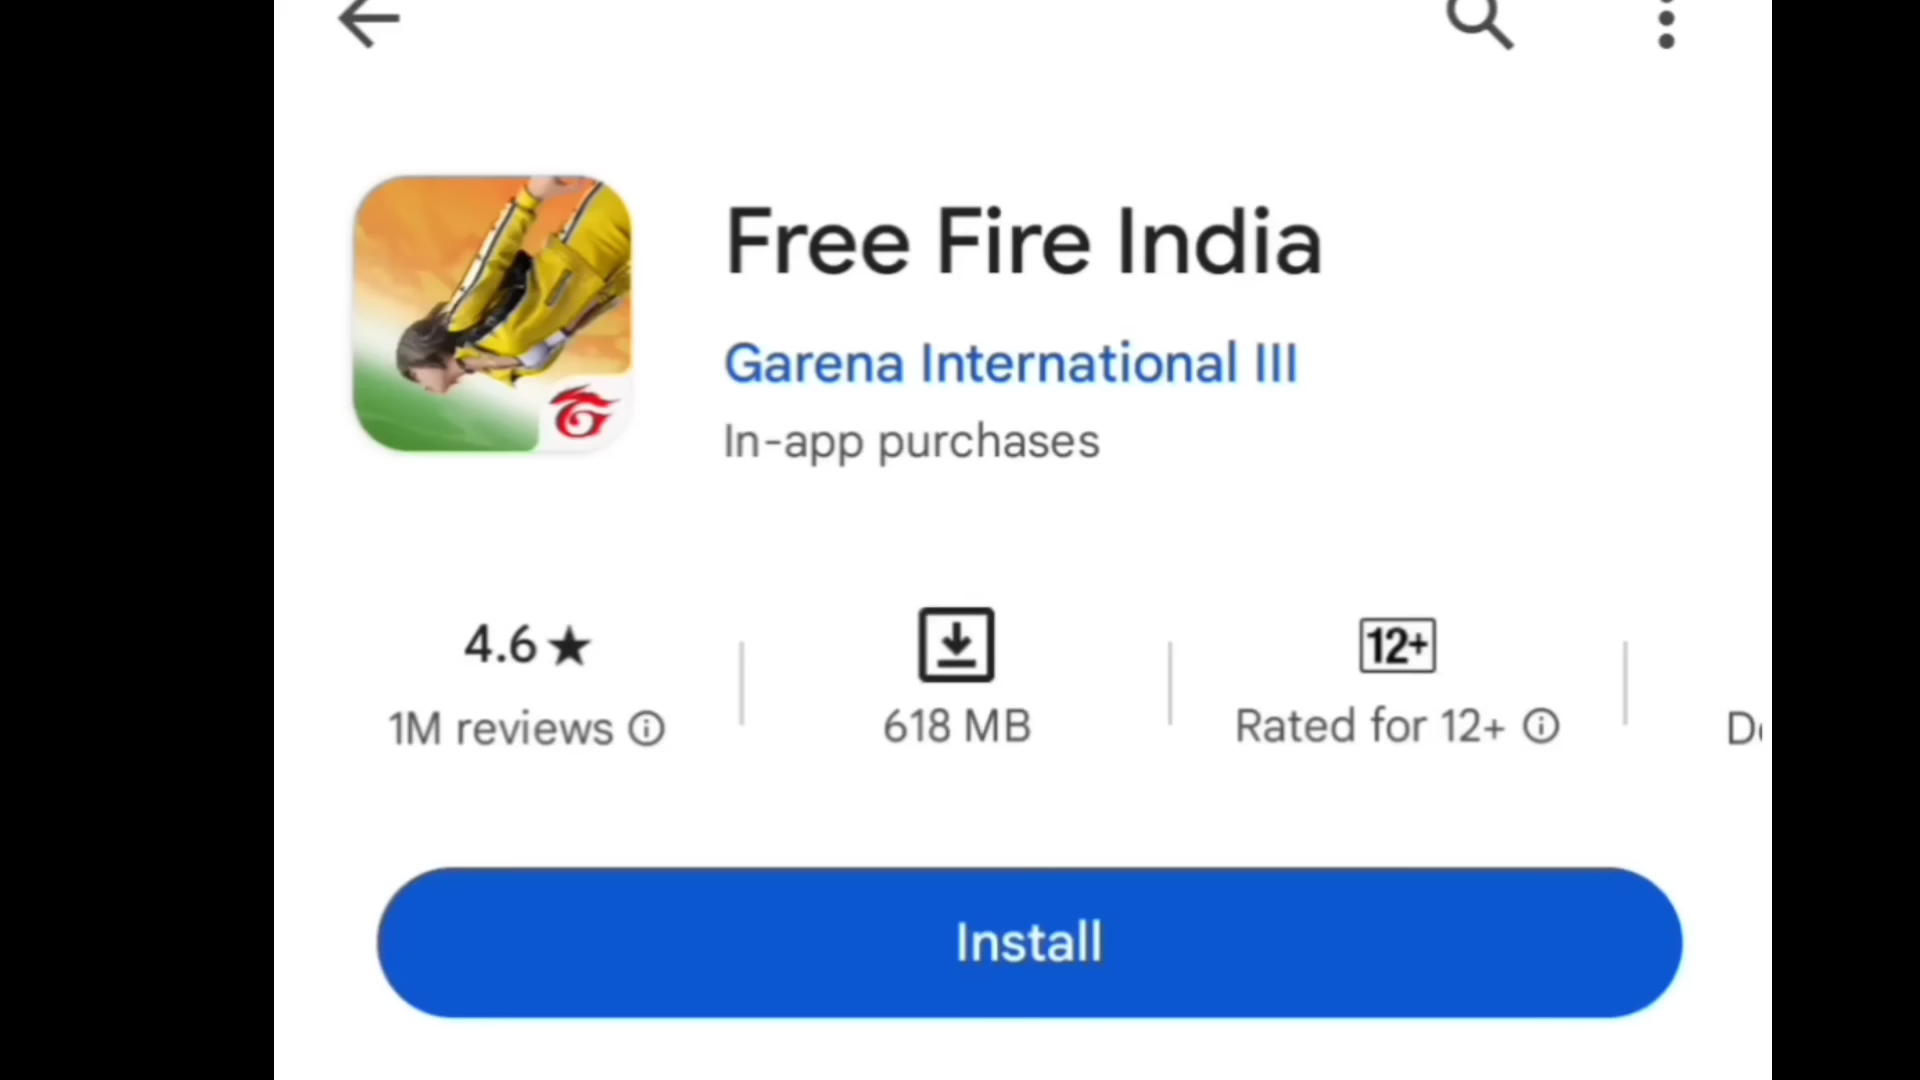 Free Fire India
Garena International III
In-app purchases
4.6★
1M reviews
618 MB
12+
Rated for 12+
Install